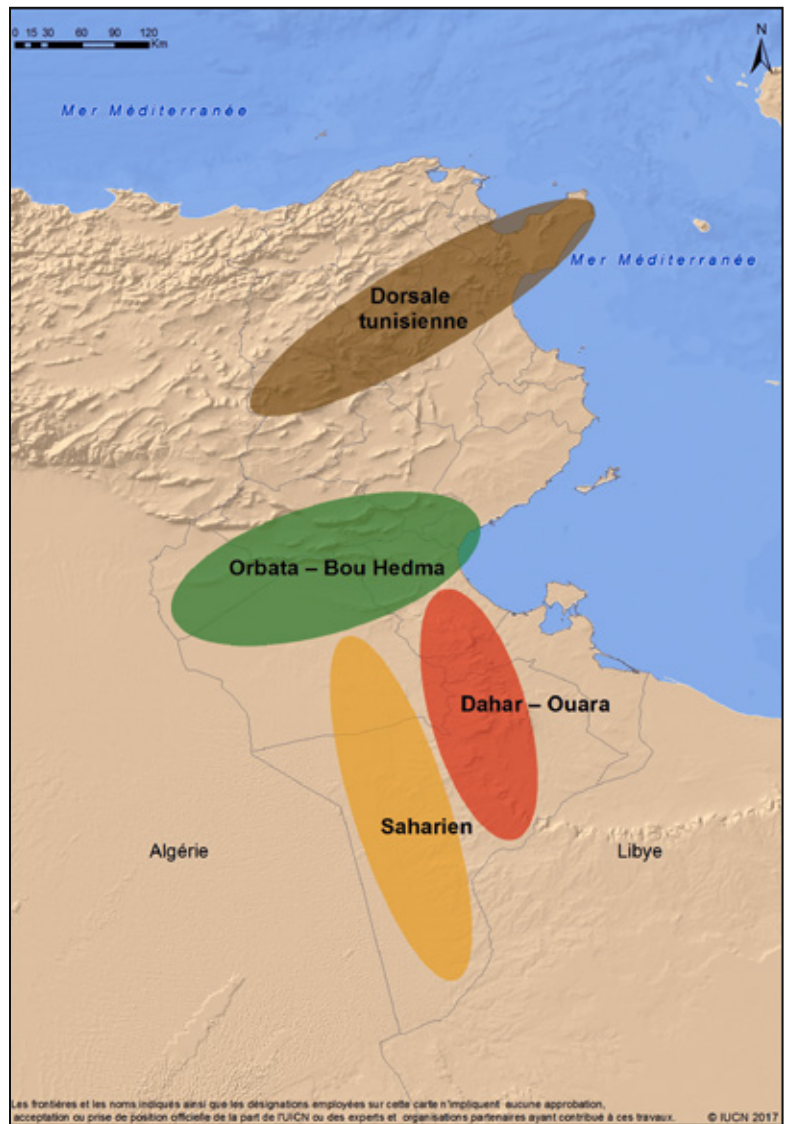 0 15 30 60 90 120
Km
N
Mer Méditerranée
Mer Méditerranée
Dorsale
tunisienne
Orbata – Bou Hedma
Dahar – Ouara
Saharien
Algérie
Libye
Les frontières et les noms indiqués ainsi que les désignations employées sur cette carte n'impliquent aucune approbation,
acceptation ou prise de position officielle de la part de l'UICN ou des experts et organisations partenaires ayant contribué à ces travaux.
© IUCN 2017